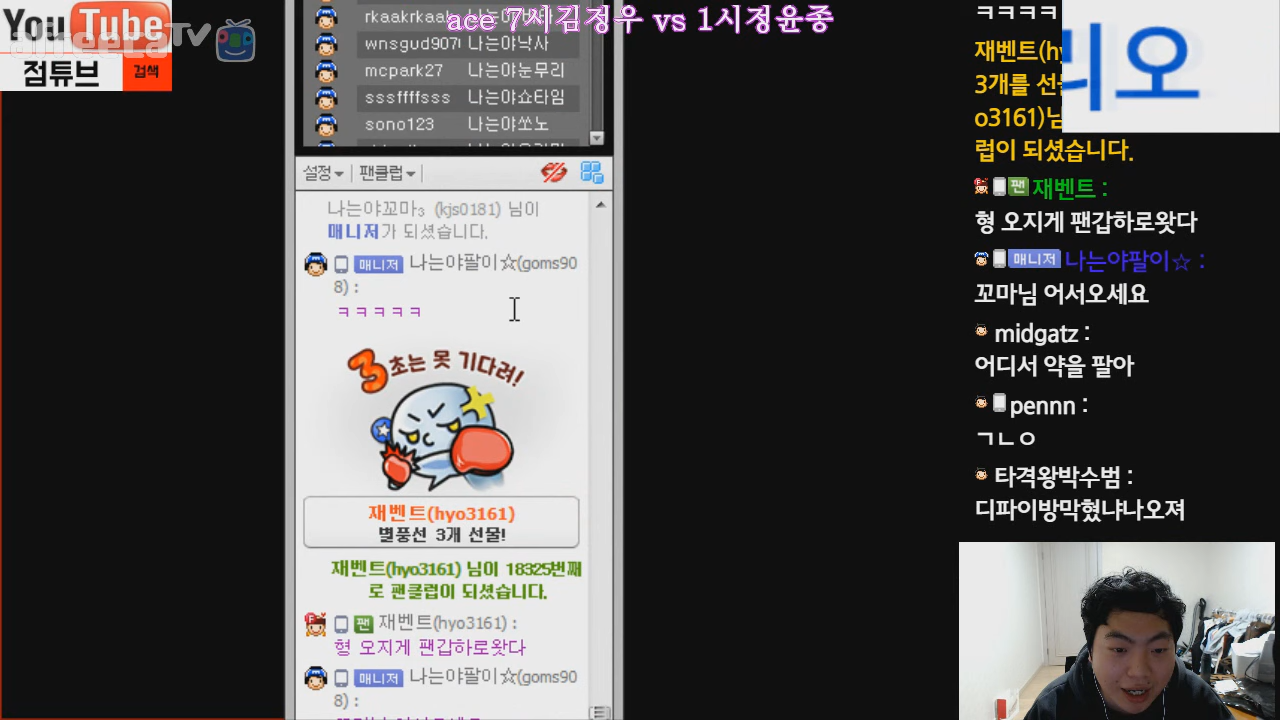 YouTube
afreecaTV
점튜브
검색
ace 7시김정우 vs 1시정윤종
wnsgud907 나는야낙사
mcpark27 나는야눈무리
sssffffsss 나는야쇼타임
sono123 나는야쏘노
설정 팬클럽
나는야꼬마3 (kjs0181) 님이
매니저가 되셨습니다.
매니저 나는야팔이☆(goms90
8) :
ㅋㅋㅋㅋㅋ
3초는 못 기다려!
재벤트(hyo3161)
별풍선 3개 선물!
재벤트(hyo3161) 님이 18325번째
로 팬클럽이 되셨습니다.
팬 재벤트(hyo3161) :
형 오지게 팬갑하로왓다
매니저 나는야팔이☆(goms90
8) :
ㅋㅋㅋㅋ
재벤트(hy
3개를 선
o3161)님
럽이 되셨습니다.
니오
팬 재벤트 :
형 오지게 팬갑하로왓다
매니저 나는야팔이☆ :
꼬마님 어서오세요
midgatz :
어디서 약을 팔아
pennn :
ㄱㄴㅇ
타격왕박수범 :
디파이방막혔냐나오져